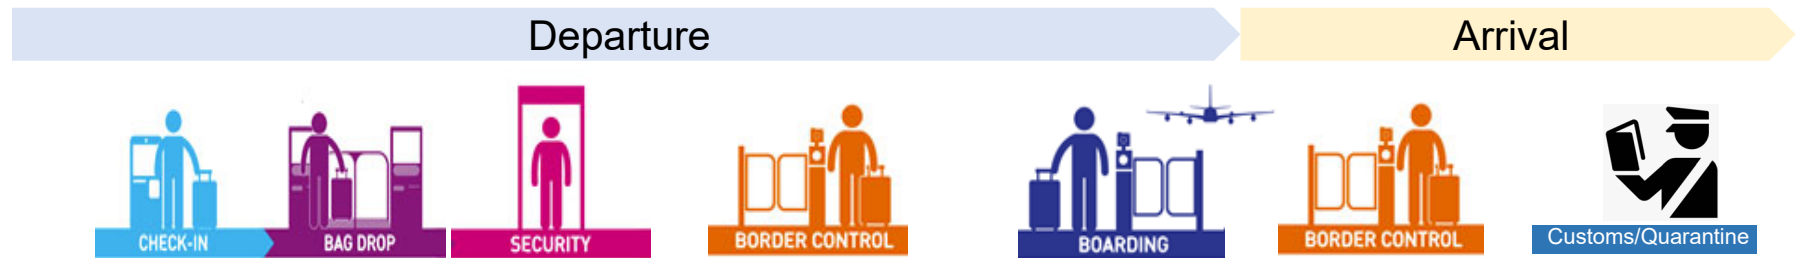 Departure
Arrival
CHECK-IN
BAG DROP
SECURITY
BORDER CONTROL
BOARDING
BORDER CONTROL
Customs/Quarantine